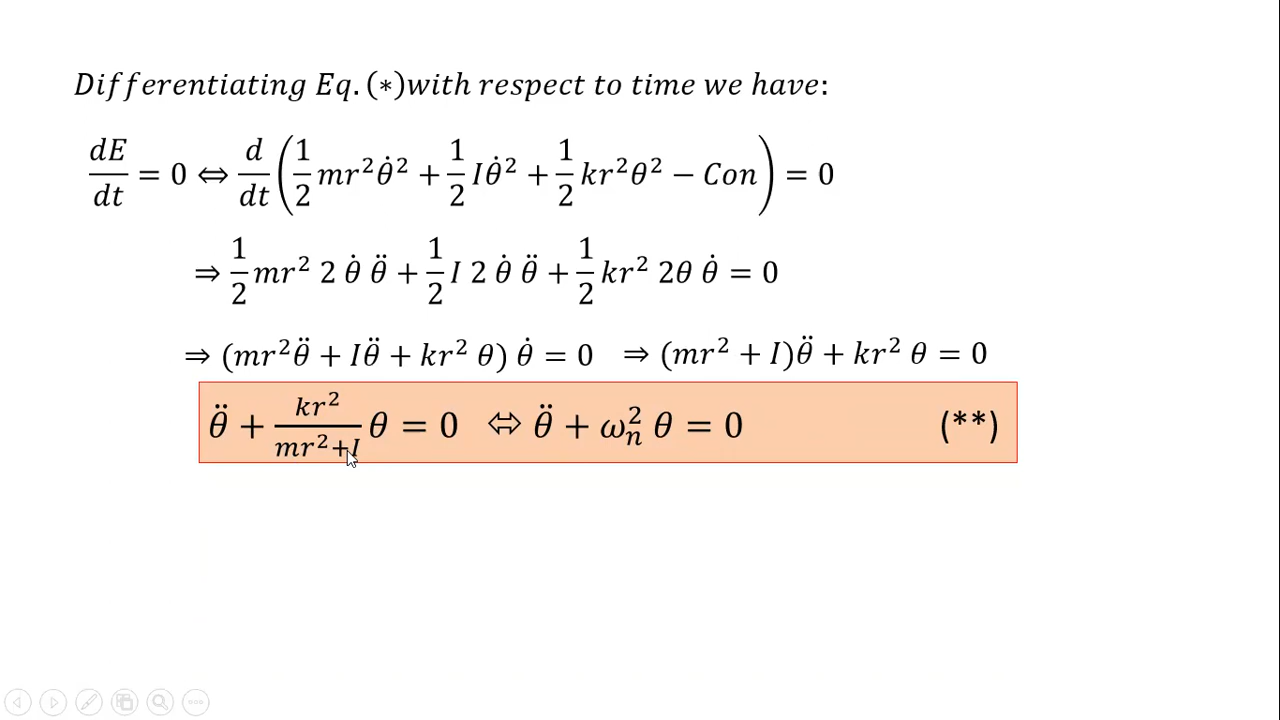 Differentiating Eq.(∗)with respect to time we have:
dE/dt = 0 ⇔ d/dt (1/2 mr²θ̇² + 1/2 Iθ̇² + 1/2 kr²θ² − Con) = 0
⇒ 1/2 mr² 2 θ̇ θ̈ + 1/2 I 2 θ̇ θ̈ + 1/2 kr² 2θ θ̇ = 0
⇒ (mr²θ̈ + Iθ̈ + kr² θ) θ̇ = 0 ⇒ (mr² + I)θ̈ + kr² θ = 0
θ̈ + kr²/(mr²+I) θ = 0 ⇔ θ̈ + ωₙ² θ = 0 (**)